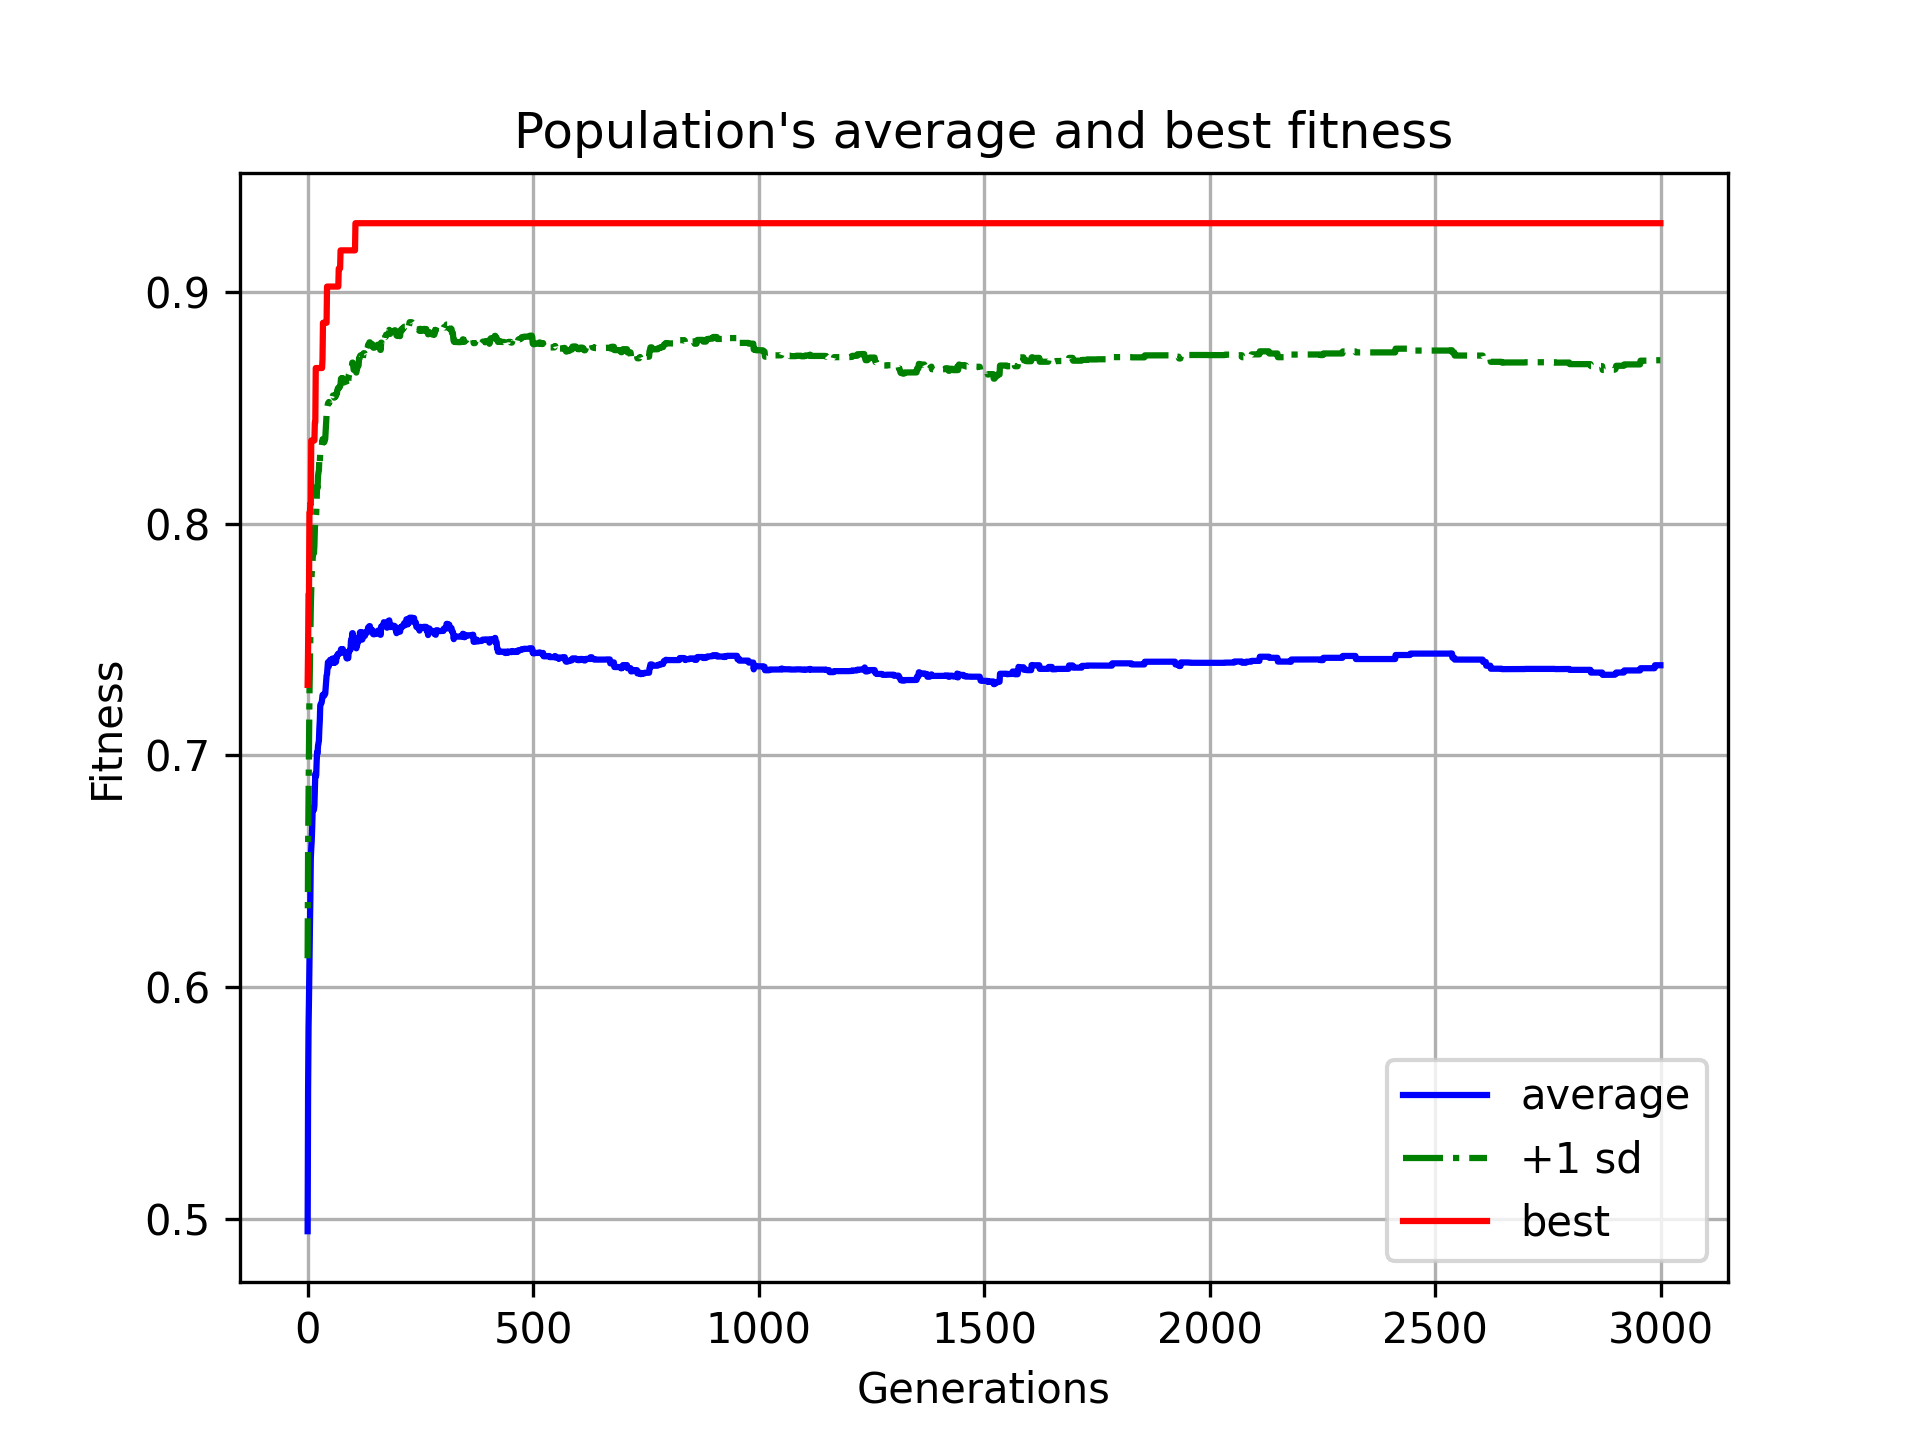 Population's average and best fitness
Fitness
0.9
0.8
0.7
0.6
0.5
average
+1 sd
best
0 500 1000 1500 2000 2500 3000
Generations